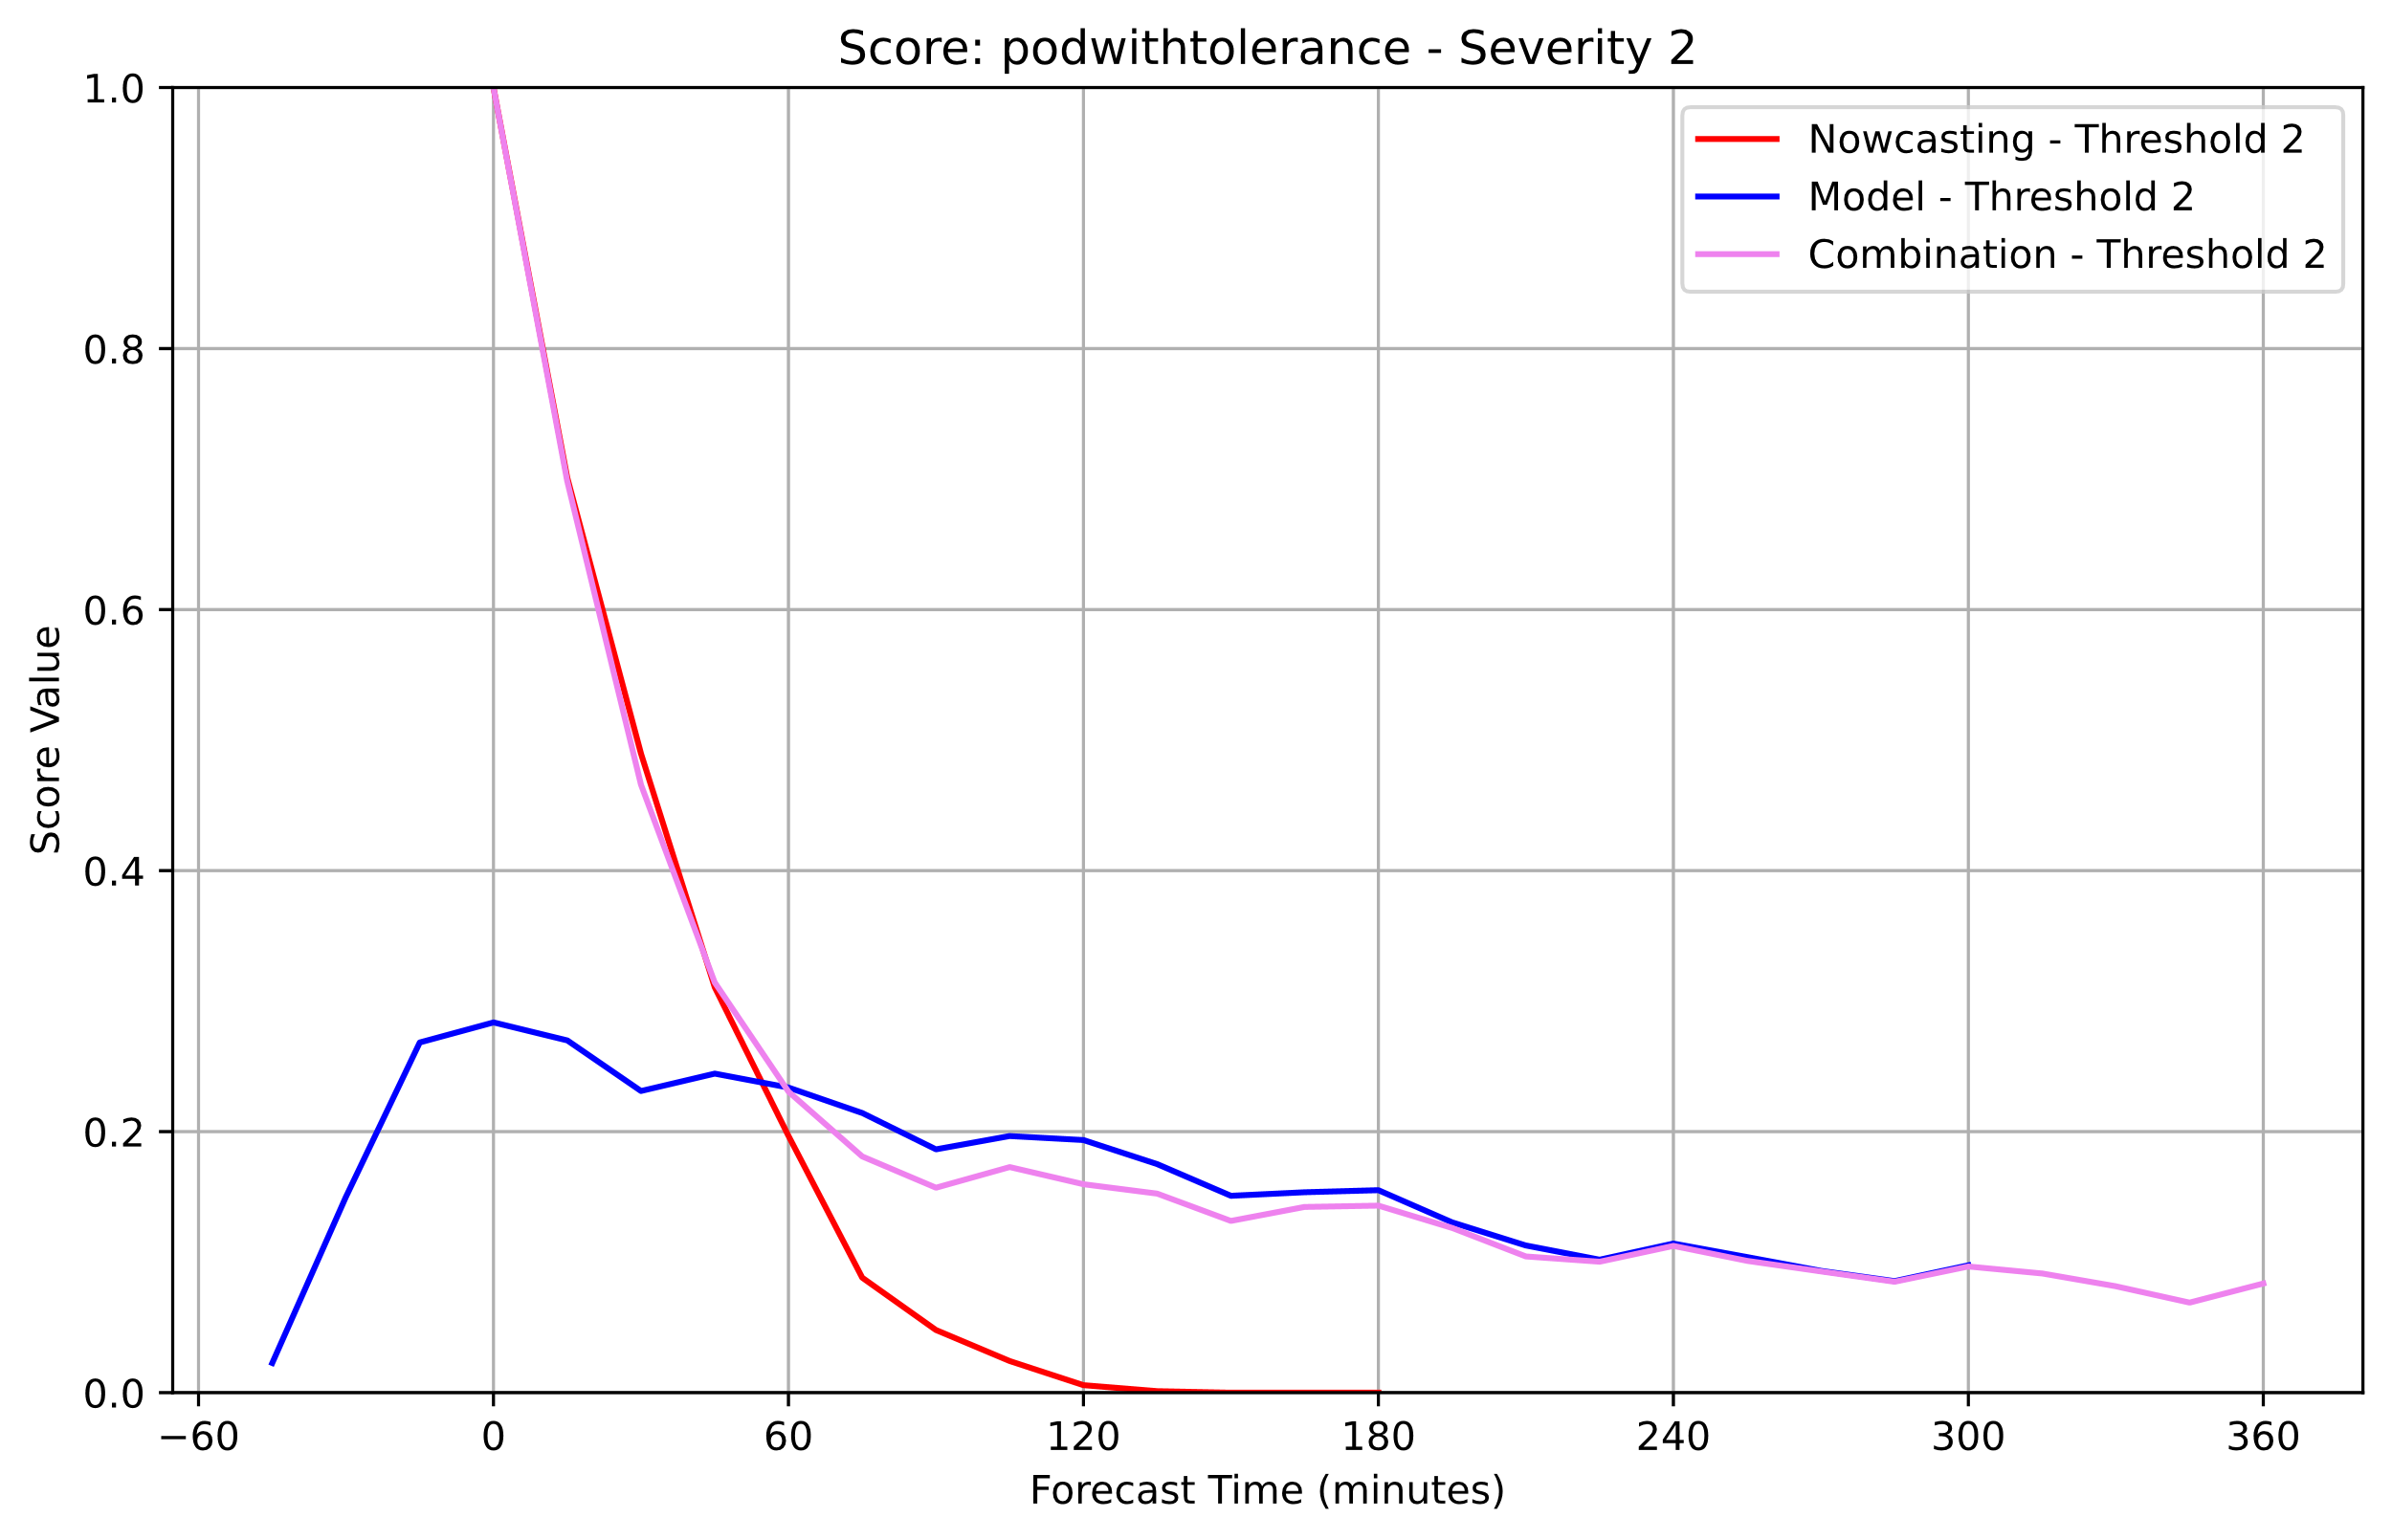 Score: podwithtolerance - Severity 2
Nowcasting - Threshold 2
Model - Threshold 2
Combination - Threshold 2
Score Value
1.0
0.8
0.6
0.4
0.2
0.0
−60 0 60 120 180 240 300 360
Forecast Time (minutes)